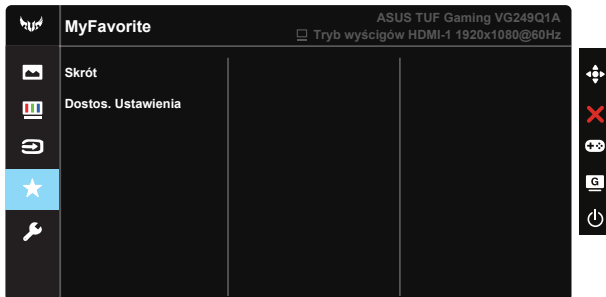 MyFavorite
ASUS TUF Gaming VG249Q1A
Tryb wyścigów HDMI-1 1920x1080@60Hz
Skrót
Dostos. Ustawienia
G